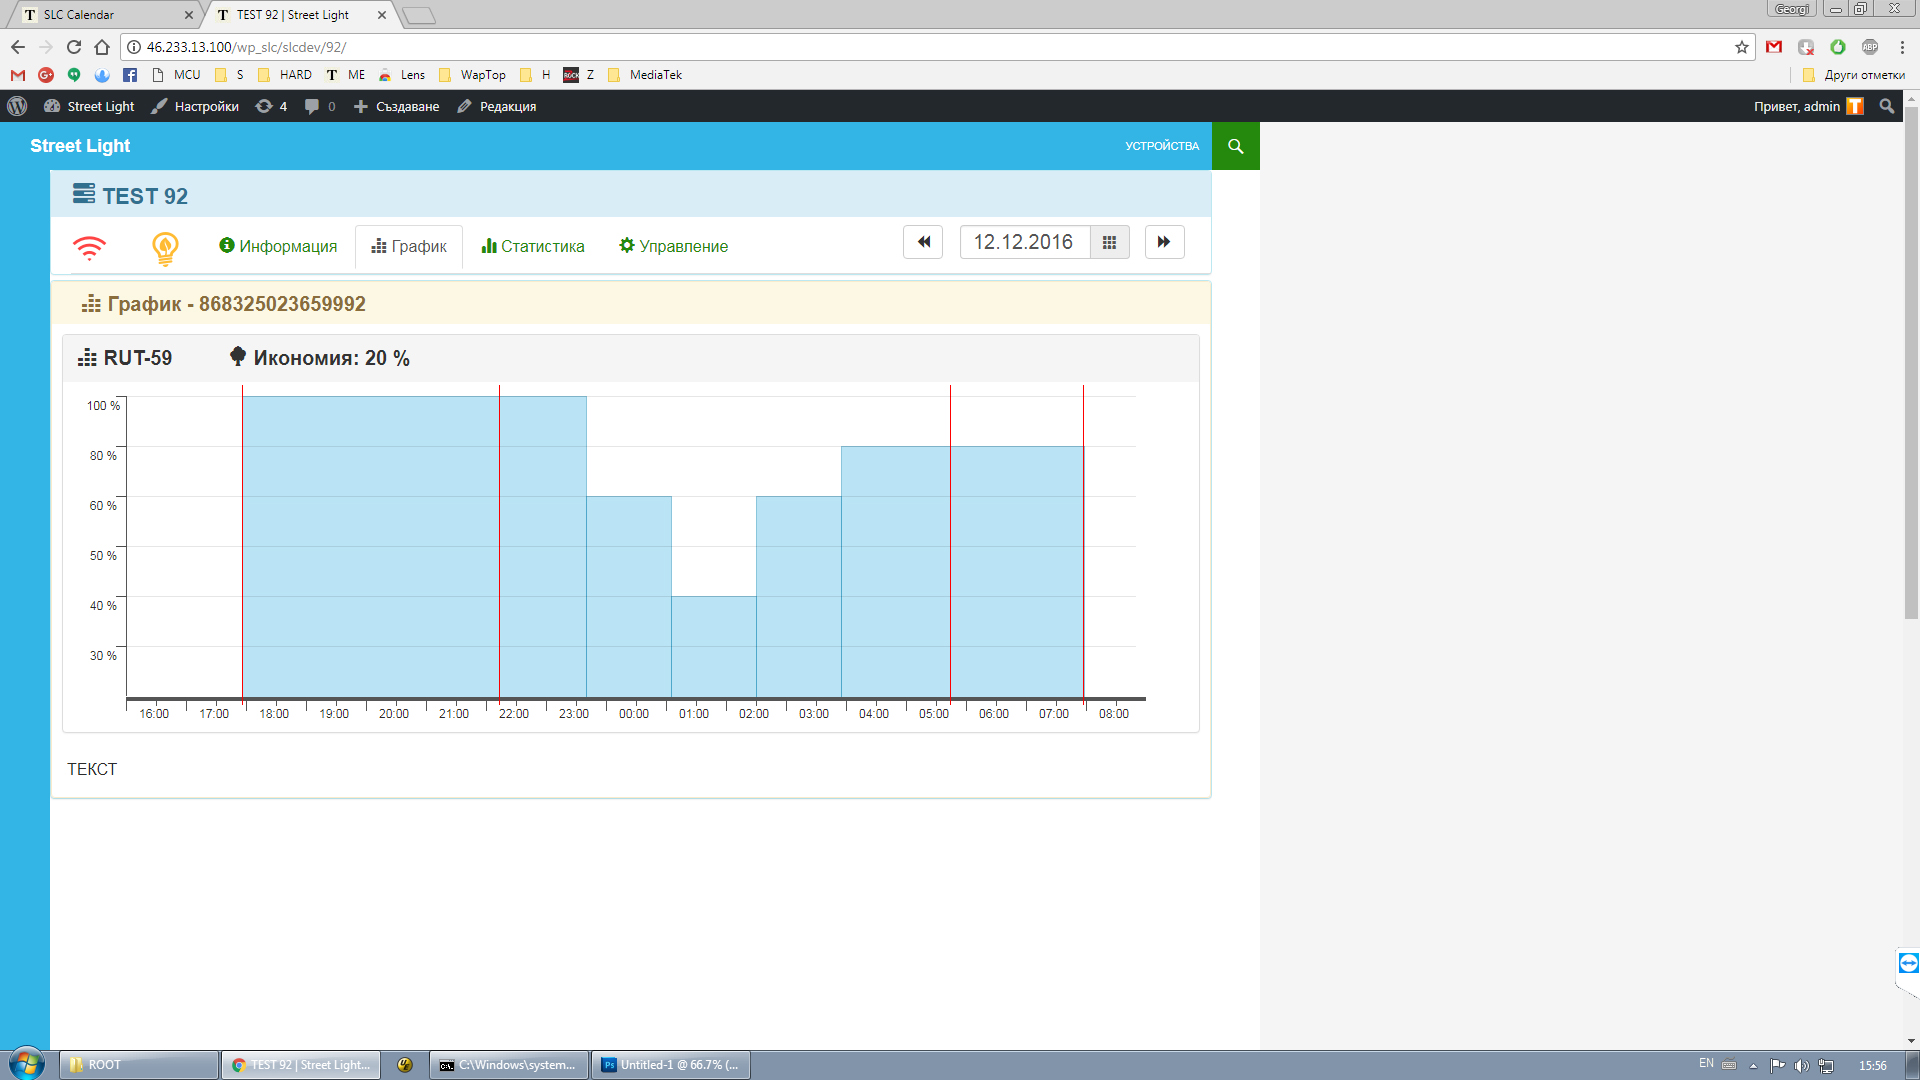 SLC Calendar
TEST 92 | Street Light
Georgi
46.233.13.100/wp_slc/slcdev/92/
ABP
MCU S HARD ME Lens WapTop H Z MediaTek Други отметки
Street Light Настройки 4 0 Създаване Редакция Привет, admin
Street Light УСТРОЙСТВА
TEST 92
Информация График Статистика Управление 12.12.2016
График - 868325023659992
RUT-59 Икономия: 20 %
100 %
80 %
60 %
50 %
40 %
30 %
16:00 17:00 18:00 19:00 20:00 21:00 22:00 23:00 00:00 01:00 02:00 03:00 04:00 05:00 06:00 07:00 08:00
ТЕКСТ
ROOT TEST 92 | Street Light... C:\Windows\system... Untitled-1 @ 66.7% (... EN 15:56